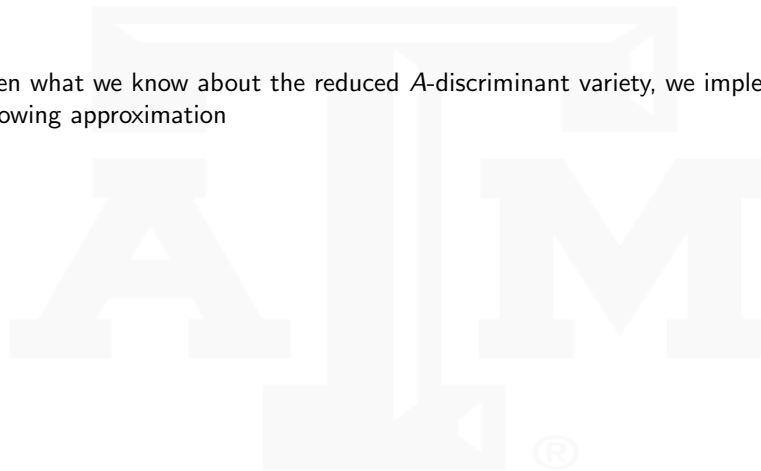 en what we know about the reduced A-discriminant variety, we imple
owing approximation
A T M
®